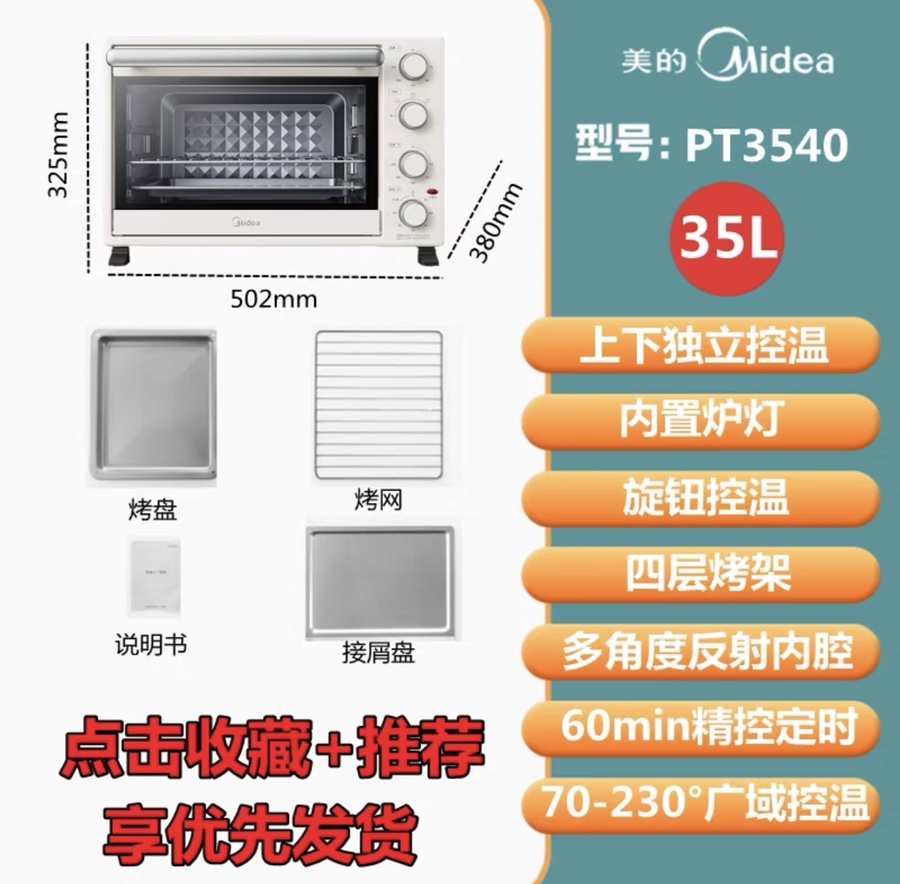 美的 Midea
型号：PT3540
35L
325mm
Midea
380mm
502mm
烤盘
烤网
说明书
接屑盘
上下独立控温
内置炉灯
旋钮控温
四层烤架
多角度反射内腔
60min精控定时
70-230°广域控温
点击收藏+推荐
享优先发货